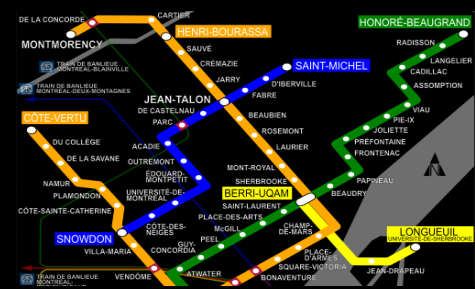 DE LA CONCORDE
CARTIER
HONORÉ-BEAUGRAND
MONTMORENCY
HENRI-BOURASSA
RADISSON
SAUVÉ
LANGELIER
TRAIN DE BANLIEUE
MONTRÉAL-BLAINVILLE
CRÉMAZIE
SAINT-MICHEL
CADILLAC
TRAIN DE BANLIEUE
MONTRÉAL-DEUX-MONTAGNES
JARRY
D'IBERVILLE
ASSOMPTION
JEAN-TALON
FABRE
DE CASTELNAU
VIAU
CÔTE-VERTU
PARC
BEAUBIEN
PIE-IX
ROSEMONT
JOLIETTE
DU COLLÈGE
ACADIE
LAURIER
PRÉFONTAINE
DE LA SAVANE
OUTREMONT
FRONTENAC
MONT-ROYAL
ÉDOUARD-
MONTPETIT
NAMUR
SHERBROOKE
PAPINEAU
PLAMONDON
UNIVERSITÉ-DE-
MONTRÉAL
BERRI-UQAM
BEAUDRY
CÔTE-SAINTE-CATHERINE
SAINT-LAURENT
PLACE-DES-ARTS
CÔTE-DES-
NEIGES
McGILL
CHAMP-
DE-MARS
LONGUEUIL
UNIVERSITÉ-DE-SHERBROOKE
SNOWDON
PEEL
VILLA-MARIA
GUY-
CONCORDIA
PLACE-
D'ARMES
SQUARE-VICTORIA
VENDÔME
ATWATER
BONAVENTURE
JEAN-DRAPEAU
TRAIN DE BANLIEUE